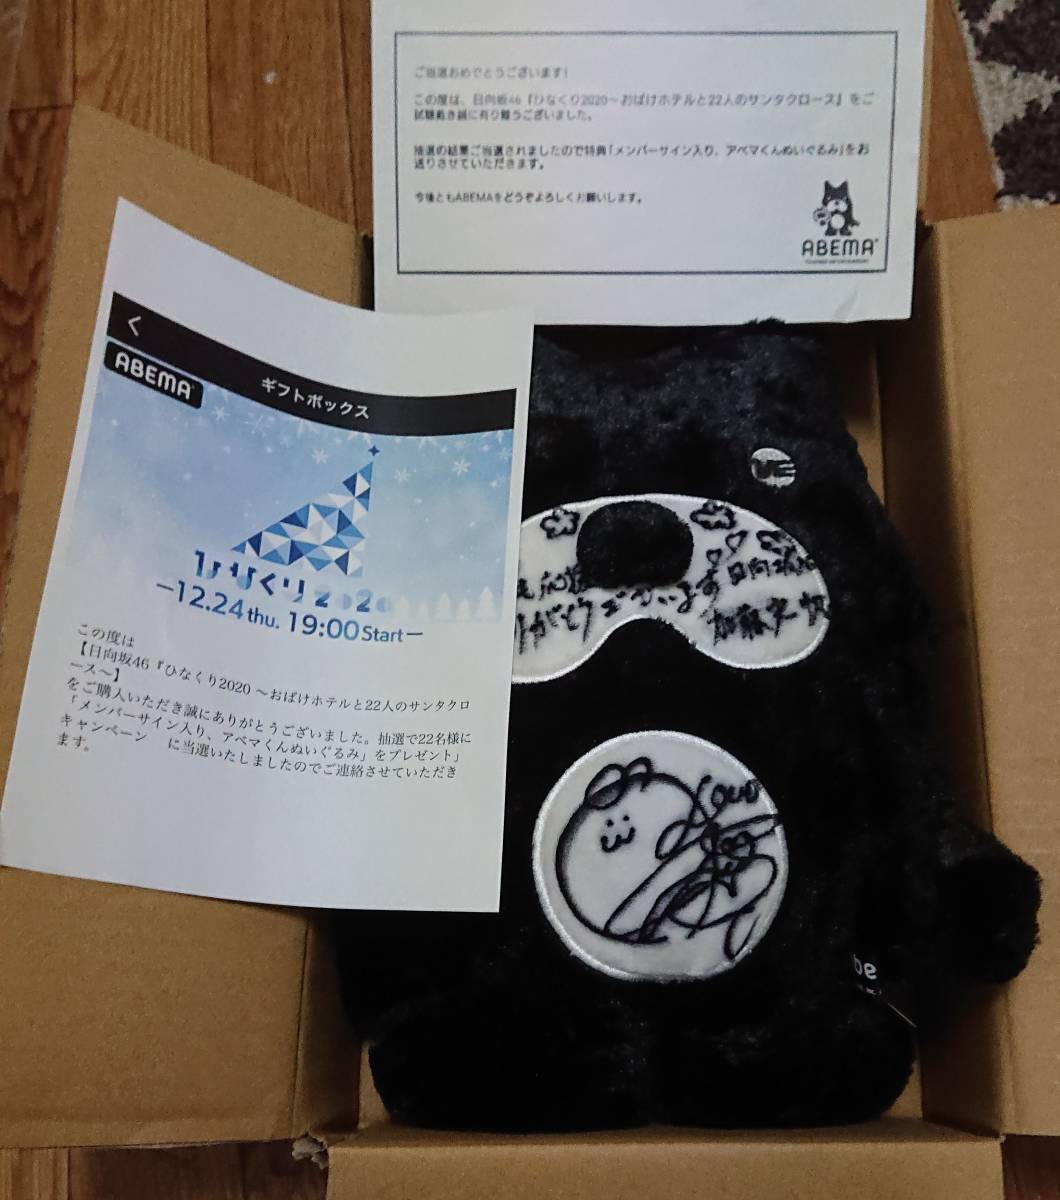 ご当選おめでとうございます!
この度は、日向坂46『ひなくり2020～おばけホテルと22人のサンタクロース』をご
試聴戴き誠に有り難うございました。
抽選の結果ご当選されましたので特典「メンバーサイン入り、アベマくんぬいぐるみ」をお
送りさせていただきます。
今後ともABEMAをどうぞよろしくお願いします。
ABEMA
<
ABEMA
ギフトボックス
ひなくり2020
－12.24 thu. 19:00 Start－
この度は
【日向坂46『ひなくり2020 ～おばけホテルと22人のサンタクロ
ース～】
をご購入いただき誠にありがとうございました。抽選で22名様に
「メンバーサイン入り、アベマくんぬいぐるみ」をプレゼント」
キャンペーン に当選いたしましたのでご連絡させていただき
ます。
応援
がとうございます
日向坂
加藤史帆
be